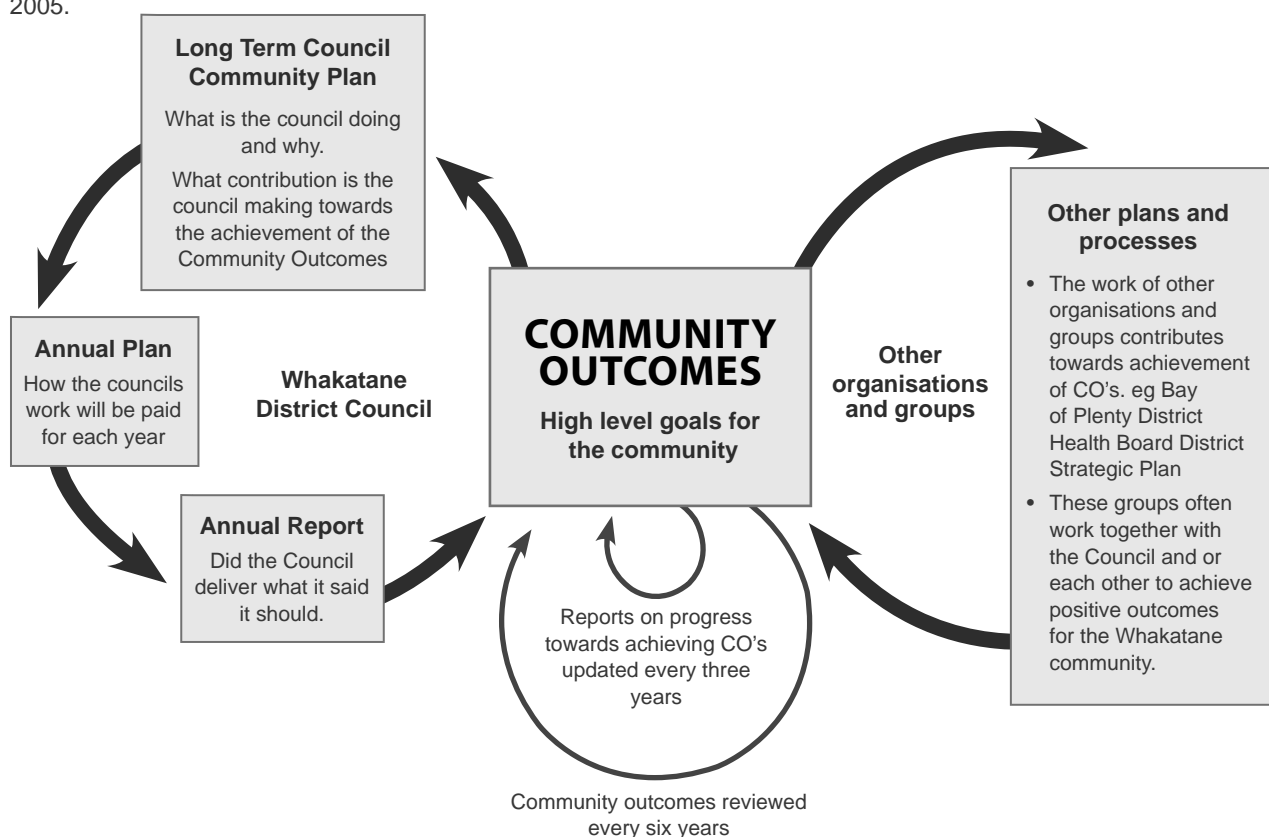 2005.
Long Term Council
Community Plan
What is the council doing
and why.
What contribution is the
council making towards
the achievement of the
Community Outcomes
Annual Plan
How the councils
work will be paid
for each year
Whakatane
District Council
Annual Report
Did the Council
deliver what it said
it should.
COMMUNITY
OUTCOMES
High level goals for
the community
Reports on progress
towards achieving CO's
updated every three
years
Community outcomes reviewed
every six years
Other
organisations
and groups
Other plans and
processes
• The work of other
organisations and
groups contributes
towards achievement
of CO's. eg Bay
of Plenty District
Health Board District
Strategic Plan
• These groups often
work together with
the Council and or
each other to achieve
positive outcomes
for the Whakatane
community.